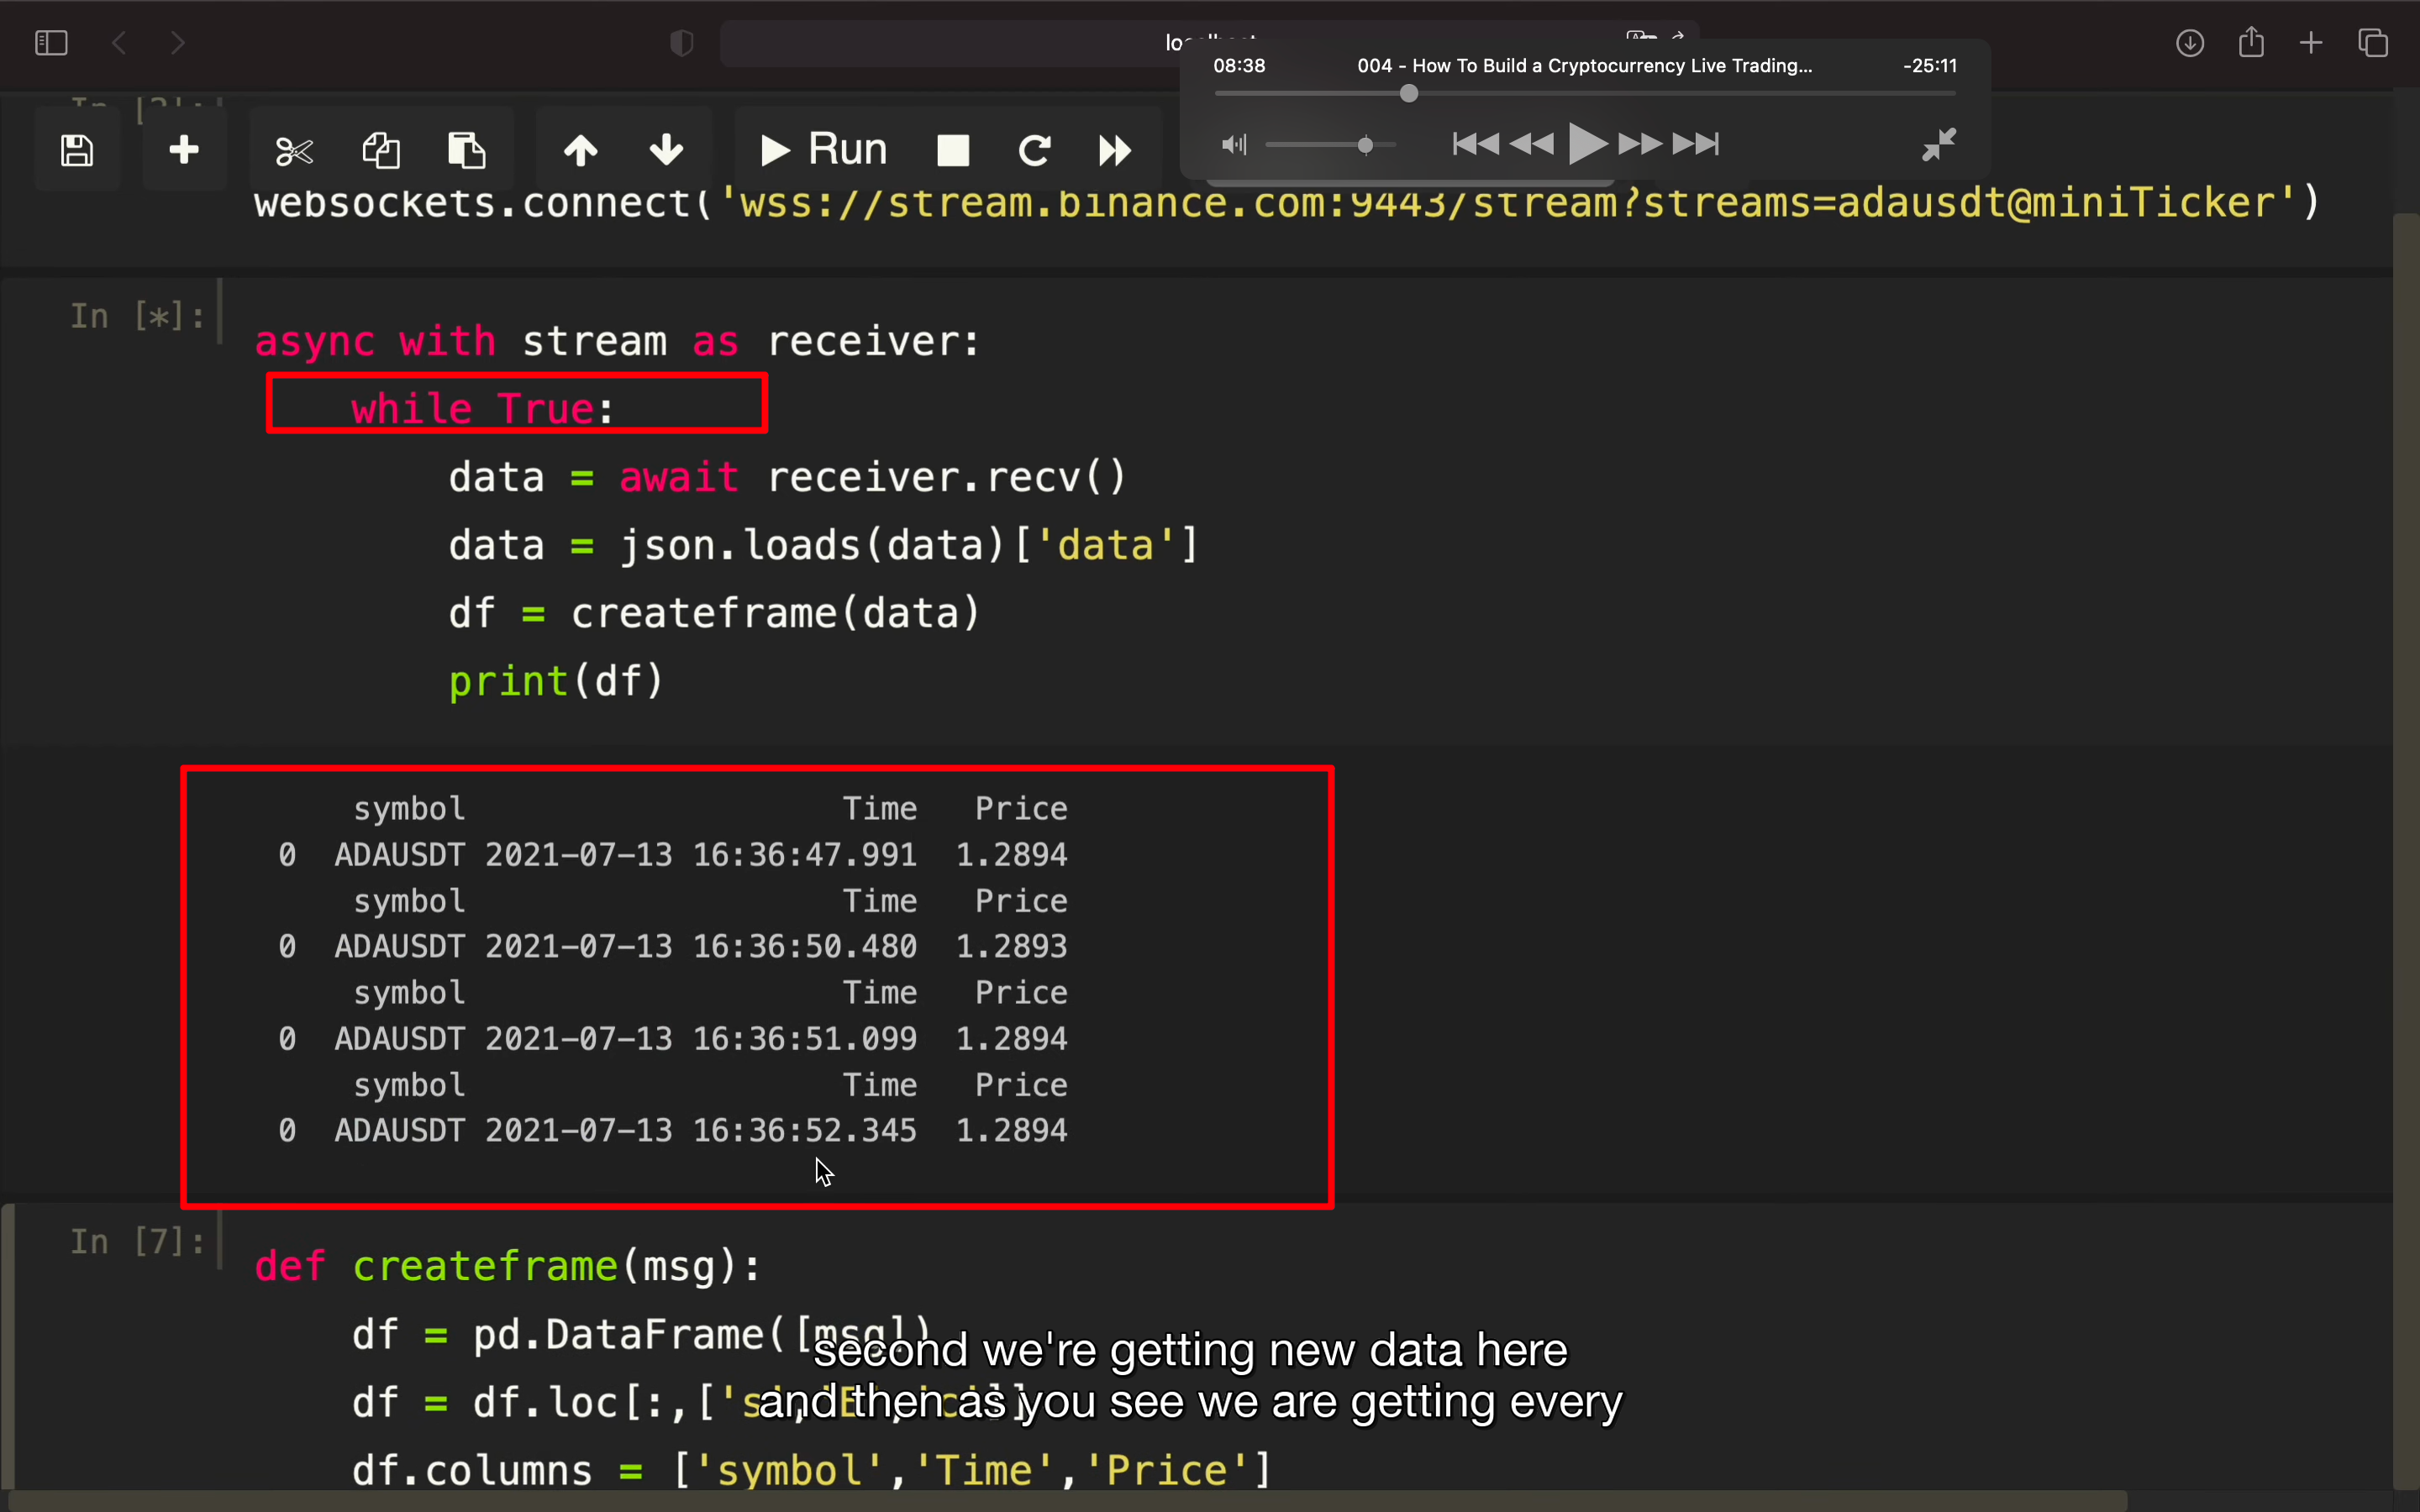 08:38 004 - How To Build a Cryptocurrency Live Trading... -25:11
Run
websockets.connect('wss://stream.binance.com:9443/stream?streams=adausdt@miniTicker')
In [*]:
async with stream as receiver:
while True:
data = await receiver.recv()
data = json.loads(data)['data']
df = createframe(data)
print(df)
symbol Time Price
0 ADAUSDT 2021-07-13 16:36:47.991 1.2894
symbol Time Price
0 ADAUSDT 2021-07-13 16:36:50.480 1.2893
symbol Time Price
0 ADAUSDT 2021-07-13 16:36:51.099 1.2894
symbol Time Price
0 ADAUSDT 2021-07-13 16:36:52.345 1.2894
In [7]:
def createframe(msg):
df = pd.DataFrame([msg])
second we're getting new data here
df = df.loc[:,['s
and then as you see we are getting every
df.columns = ['symbol','Time','Price']